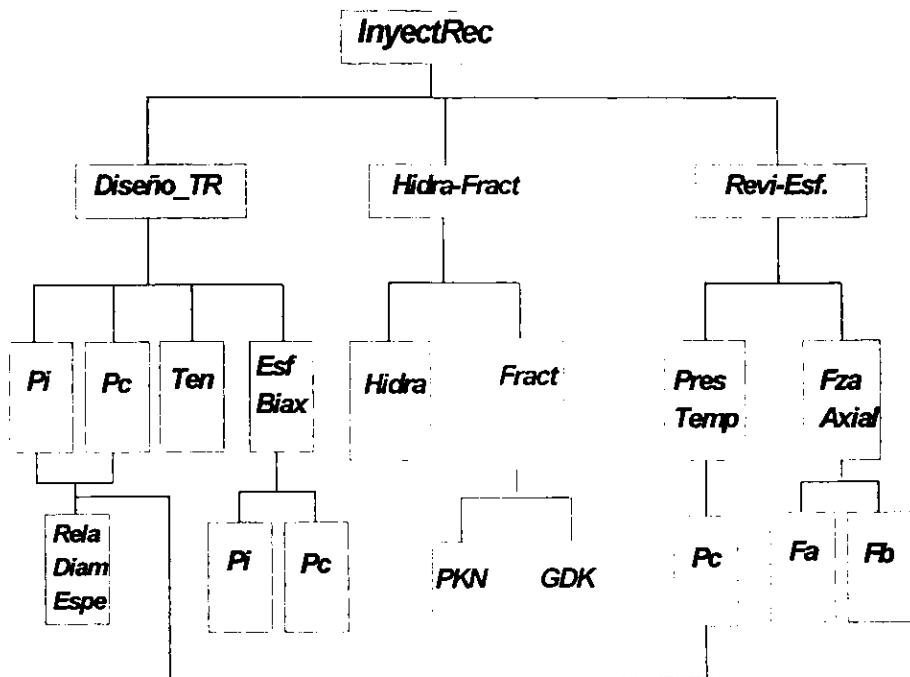 InyectRec
Diseño_TR
Hidra-Fract
Revi-Esf.
Pi
Pc
Ten
Esf
Biax
Hidra
Fract
Pres
Temp
Fza
Axial
Rela
Diam
Espe
Pi
Pc
PKN
GDK
Pc
Fa
Fb